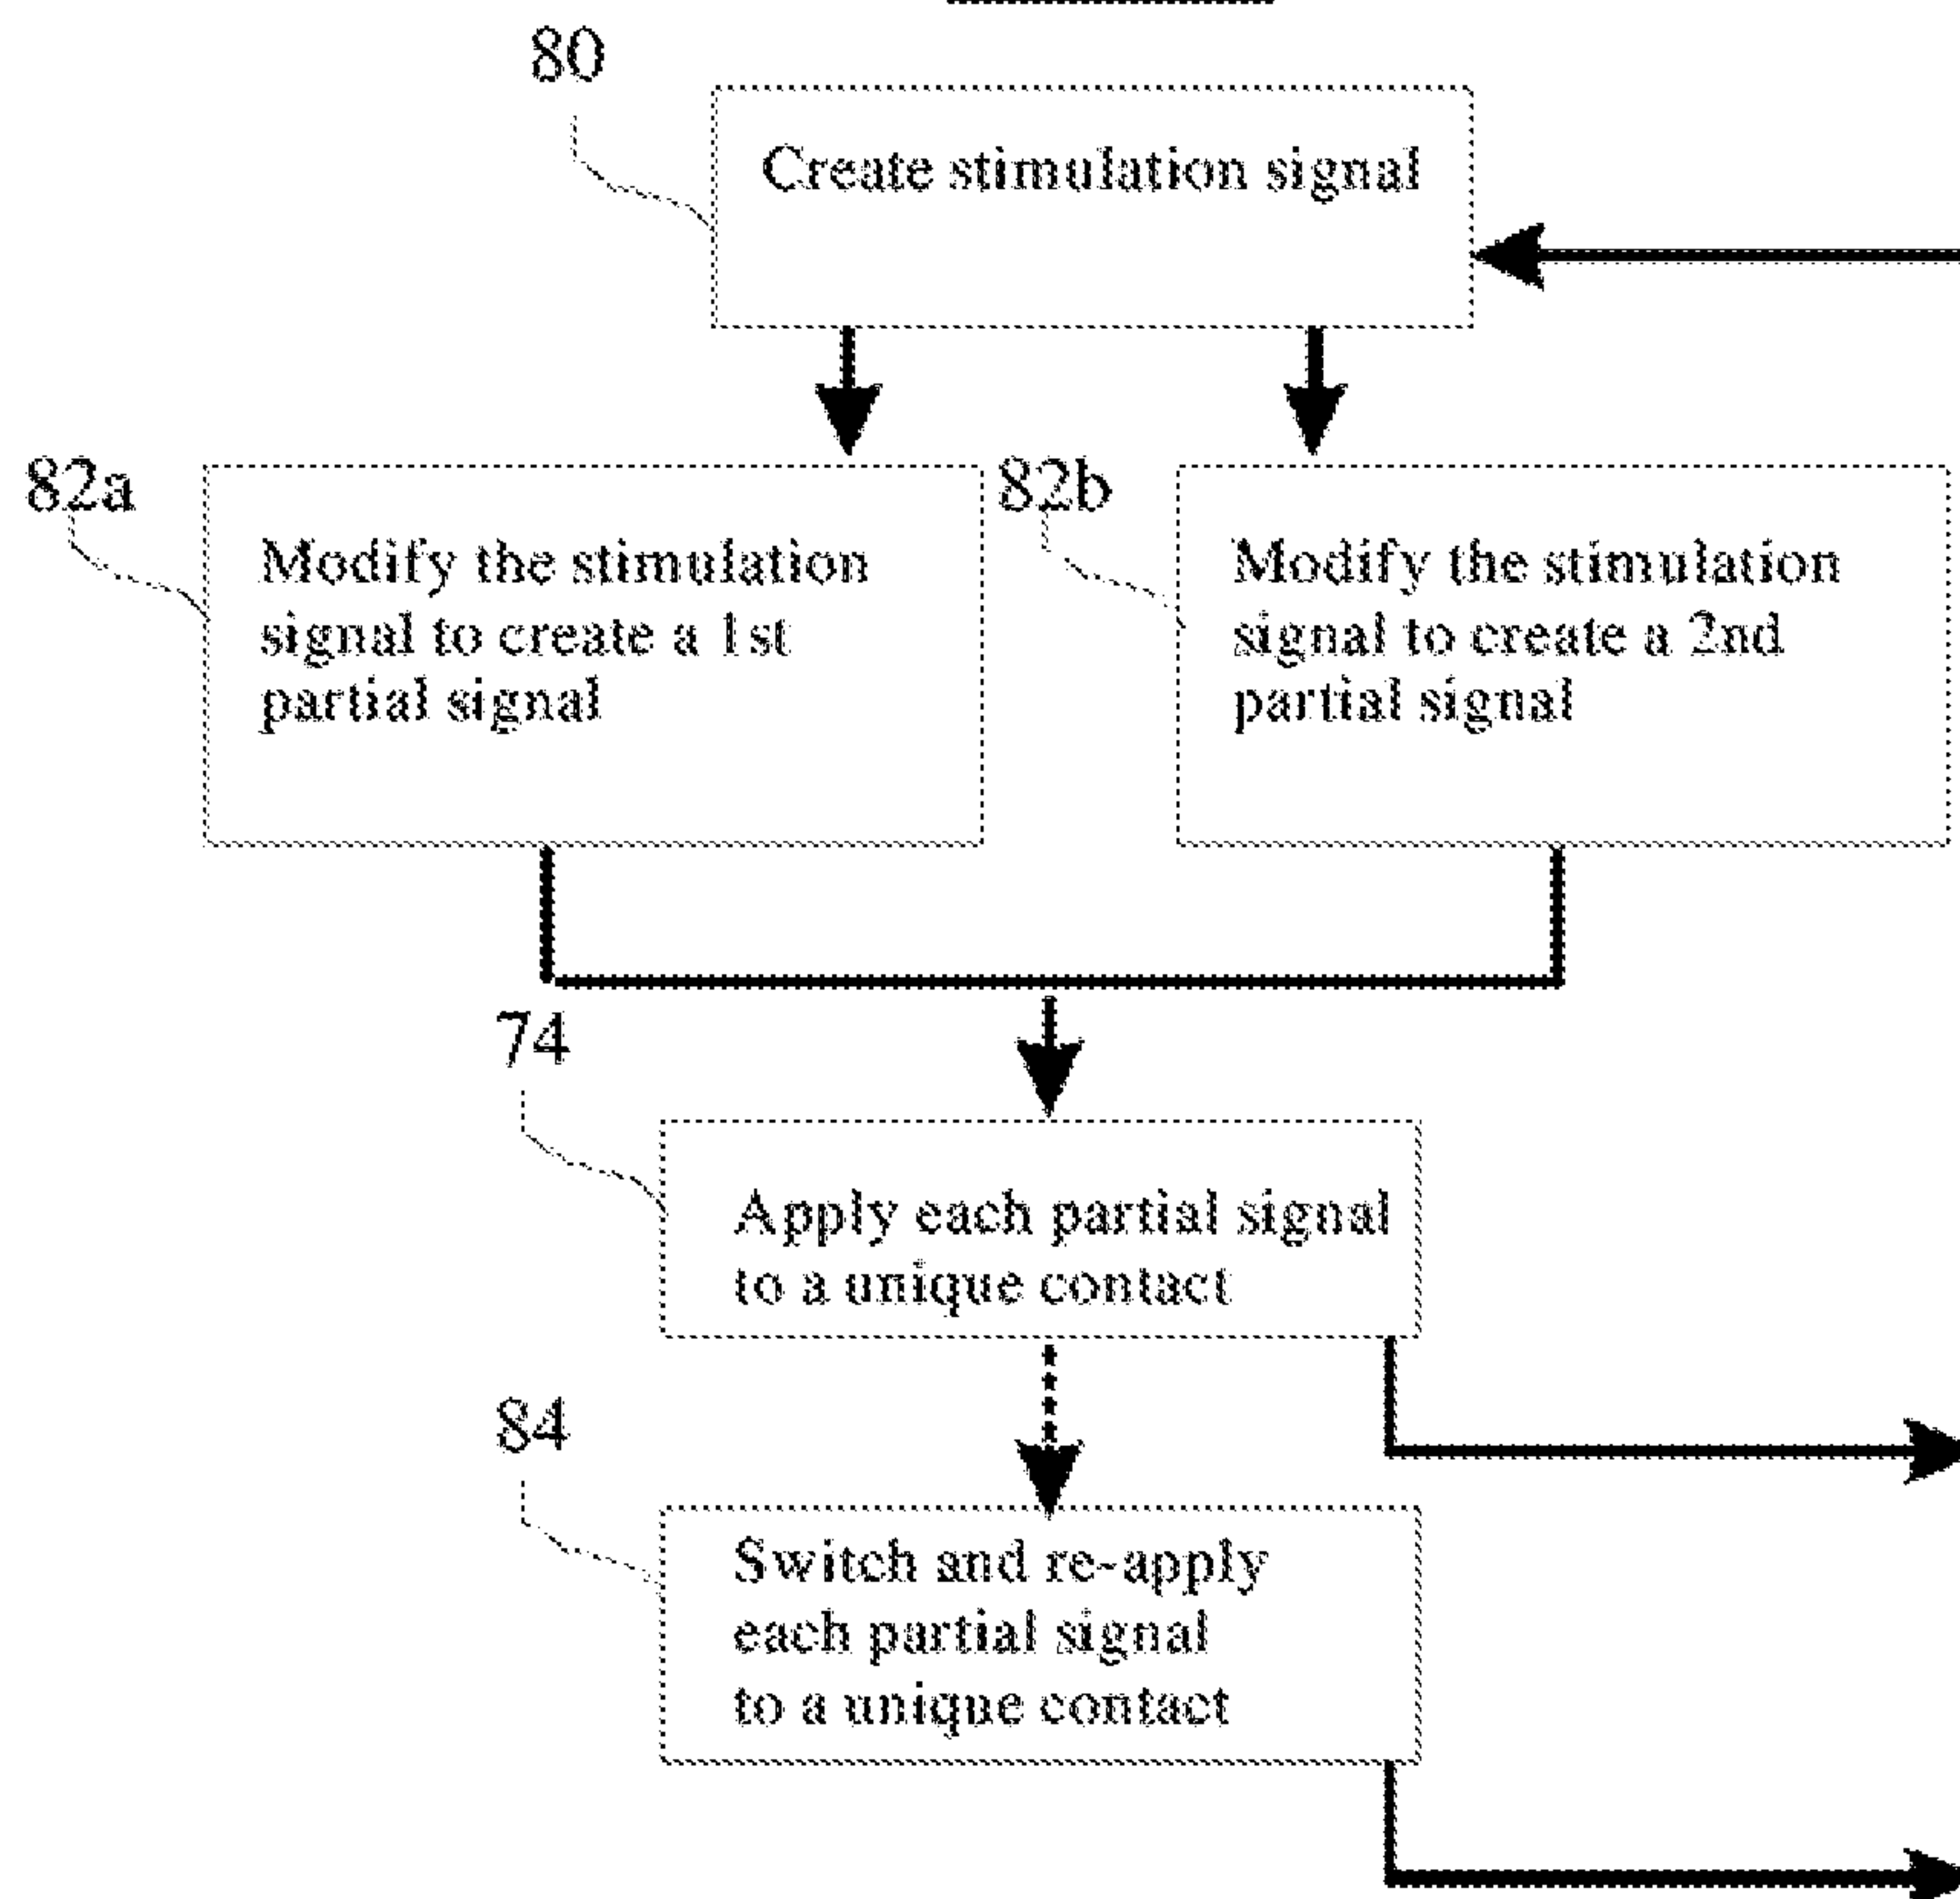 80
Create stimulation signal
82a
Modify the stimulation
signal to create a 1st
partial signal
82b
Modify the stimulation
signal to create a 2nd
partial signal
74
Apply each partial signal
to a unique contact
84
Switch and re-apply
each partial signal
to a unique contact